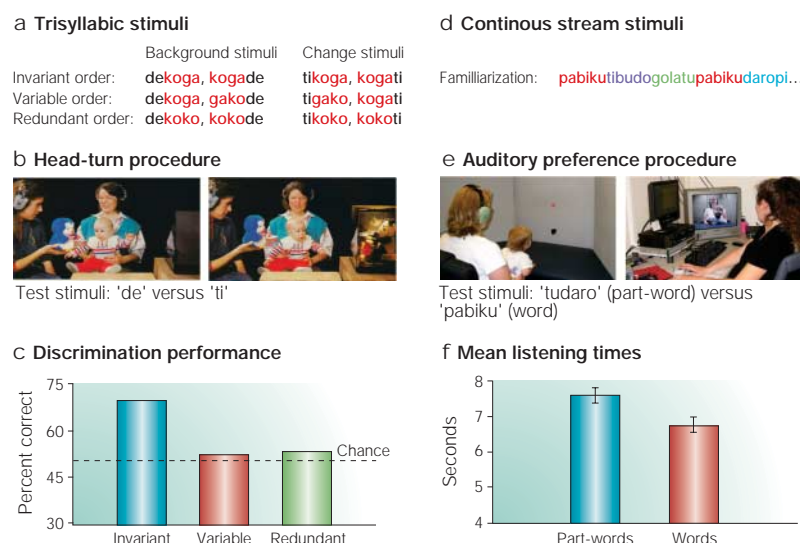 a Trisyllabic stimuli
Background stimuli Change stimuli
Invariant order: dekoga, kogade tikoga, kogati
Variable order: dekoga, gakode tigako, kogati
Redundant order: dekoko, kokode tikoko, kokoti
b Head-turn procedure
Test stimuli: 'de' versus 'ti'
c Discrimination performance
Percent correct
75
60
45
30
Chance
Invariant Variable Redundant
d Continous stream stimuli
Familliarization: pabikutibudogolatupabikudaropi...
e Auditory preference procedure
Test stimuli: 'tudaro' (part-word) versus
'pabiku' (word)
f Mean listening times
Seconds
8
7
6
5
4
Part-words Words